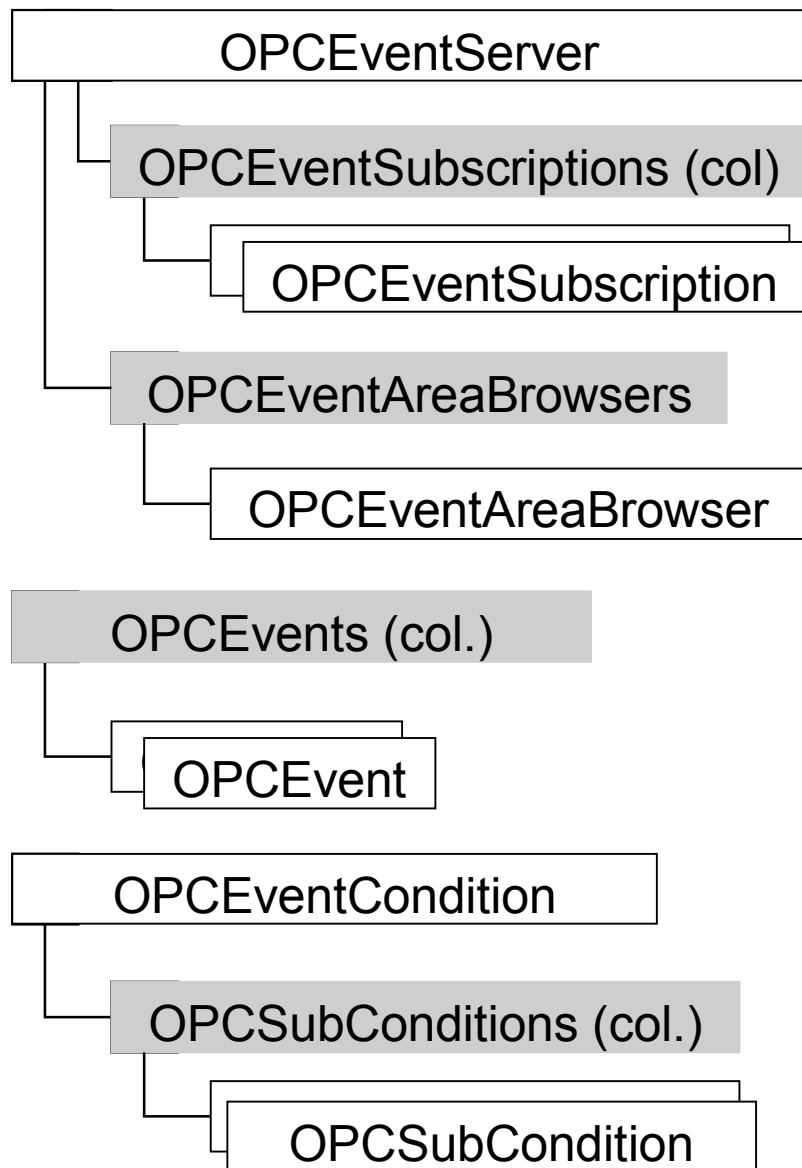 OPCEventServer
OPCEventSubscriptions (col)
OPCEventSubscription
OPCEventAreaBrowsers
OPCEventAreaBrowser
OPCEvents (col.)
OPCEvent
OPCEventCondition
OPCSubConditions (col.)
OPCSubCondition